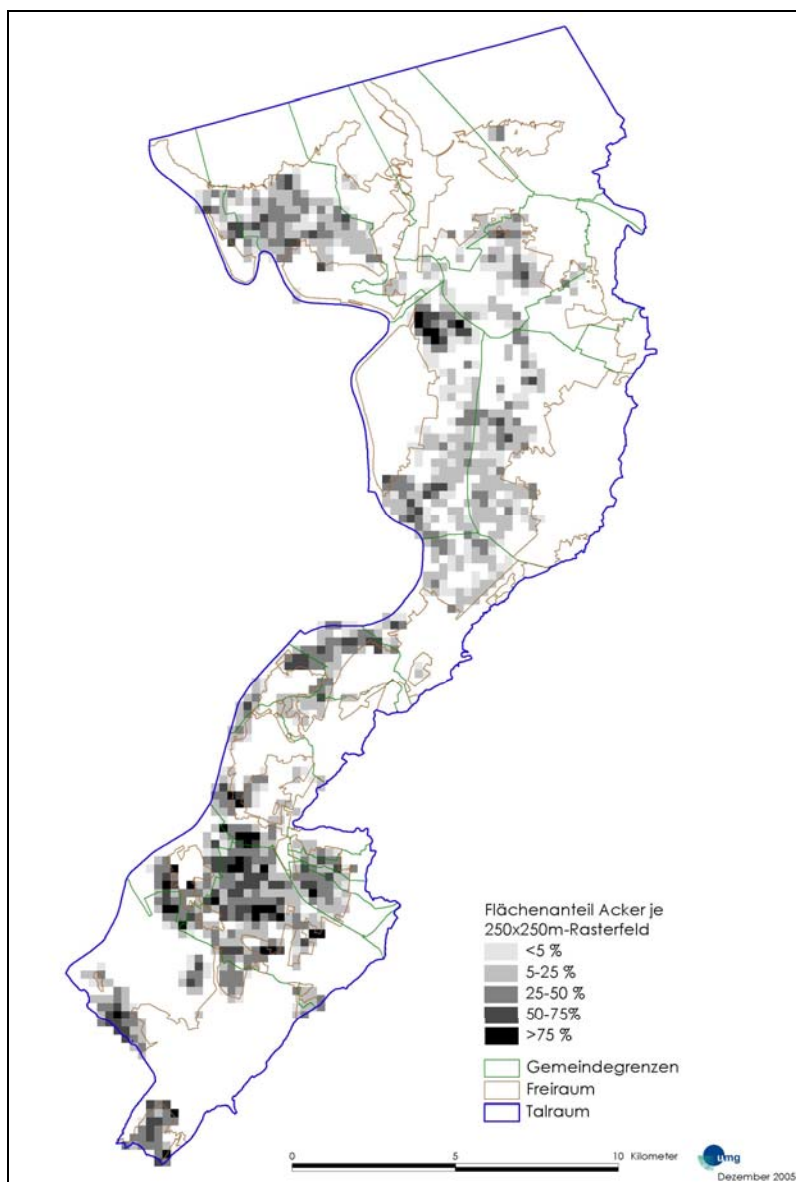 Flächenanteil Acker je
250x250m-Rasterfeld
<5 %
5-25 %
25-50 %
50-75%
>75 %
Gemeindegrenzen
Freiraum
Talraum
0 5 10 Kilometer
umg
Dezember 2005